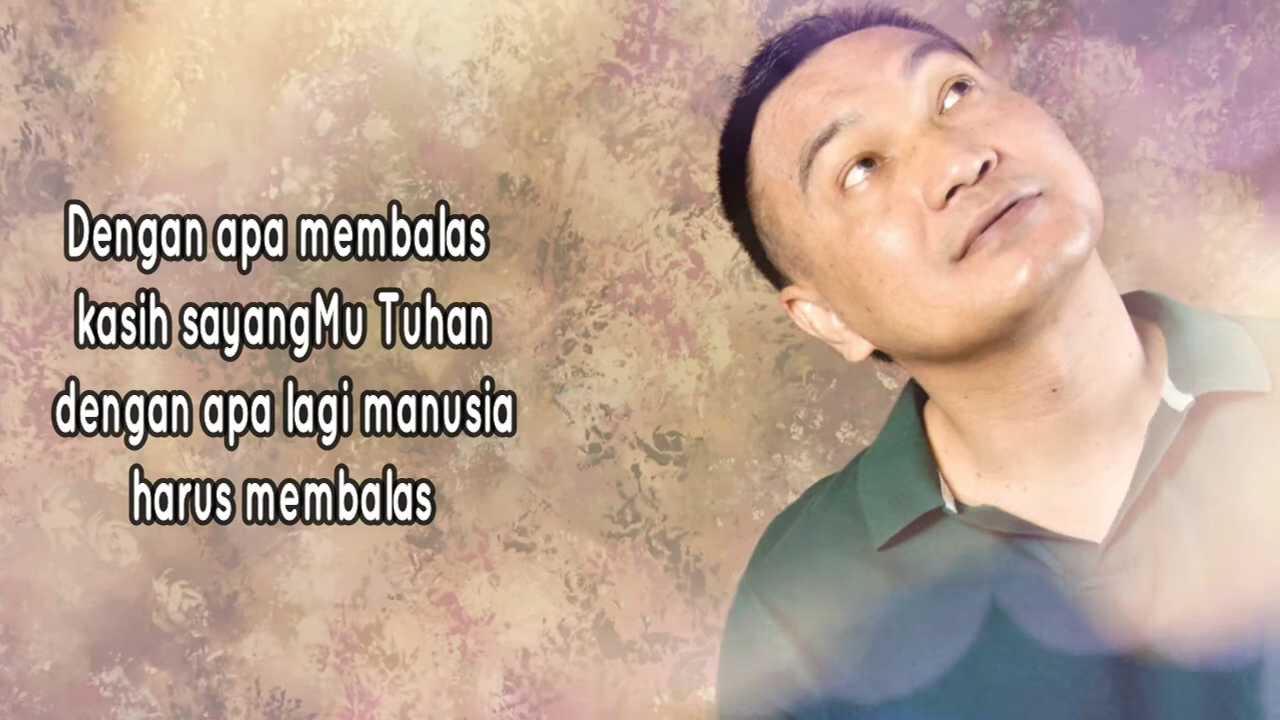 Dengan apa membalas
kasih sayangMu Tuhan
dengan apa lagi manusia
harus membalas